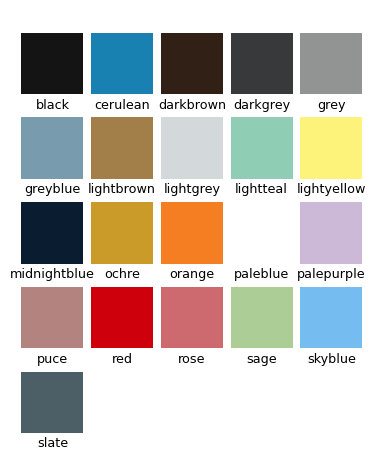 black cerulean darkbrown darkgrey grey
greyblue lightbrown lightgrey lightteal lightyellow
midnightblue ochre orange paleblue palepurple
puce red rose sage skyblue
slate